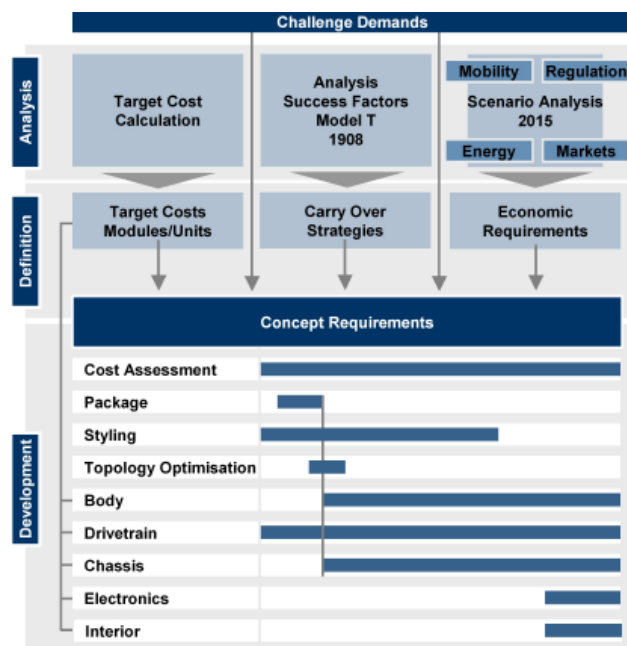 Challenge Demands
Analysis
Target Cost
Calculation
Analysis
Success Factors
Model T
1908
Mobility
Regulation
Scenario Analysis
2015
Energy
Markets
Definition
Target Costs
Modules/Units
Carry Over
Strategies
Economic
Requirements
Concept Requirements
Development
Cost Assessment
Package
Styling
Topology Optimisation
Body
Drivetrain
Chassis
Electronics
Interior